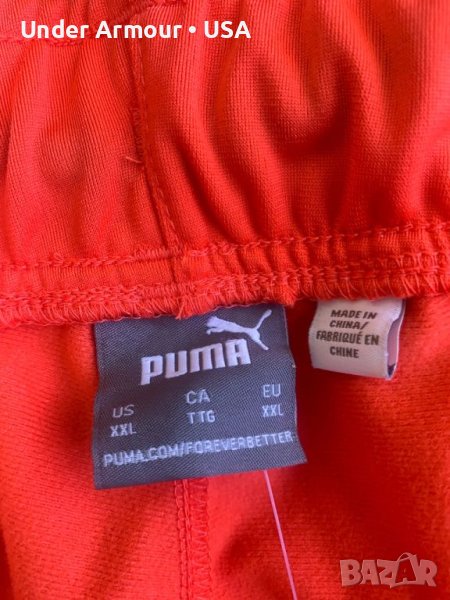 Under Armour • USA
PUMA
US CA EU
XXL TTG XXL
PUMA.COM/FOREVERBETTER
MADE IN
CHINA/
FABRIQUÉ EN
CHINE
BAZAR